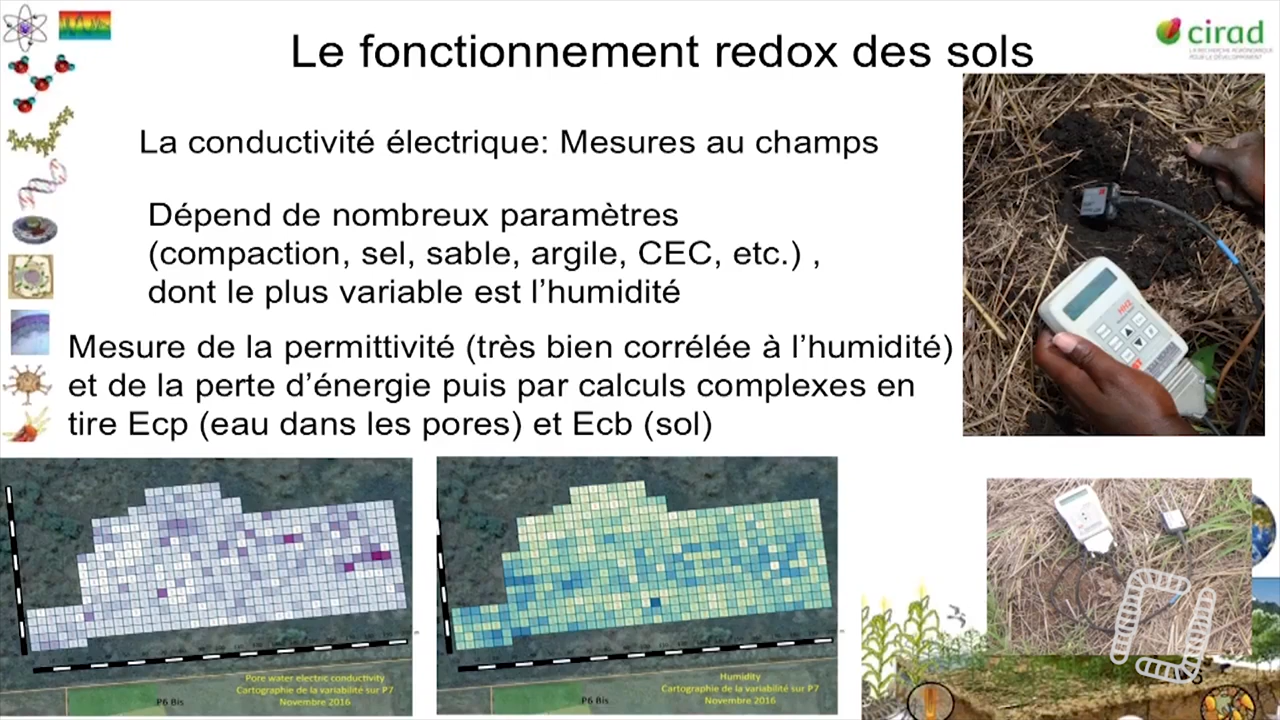 Le fonctionnement redox des sols
cirad
LA RECHERCHE AGRONOMIQUE
POUR LE DÉVELOPPEMENT
La conductivité électrique: Mesures au champs
Dépend de nombreux paramètres
(compaction, sel, sable, argile, CEC, etc.) ,
dont le plus variable est l’humidité
Mesure de la permittivité (très bien corrélée à l’humidité)
et de la perte d’énergie puis par calculs complexes en
tire Ecp (eau dans les pores) et Ecb (sol)
HH2
Pore water electric conductivity
Cartographie de la variabilité sur P7
Novembre 2016
P6 Bis
Humidity
Cartographie de la variabilité sur P7
Novembre 2016
P6 Bis